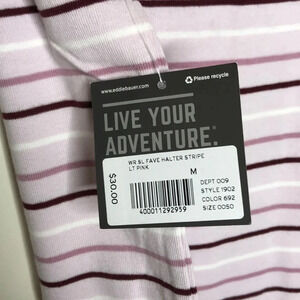 www.eddiebauer.com
Please recycle
LIVE YOUR
ADVENTURE.
WR SL FAVE HALTER STRIPE
LT PINK
M
$30.00
DEPT 009
STYLE 1902
COLOR 692
SIZE 0050
400011292959